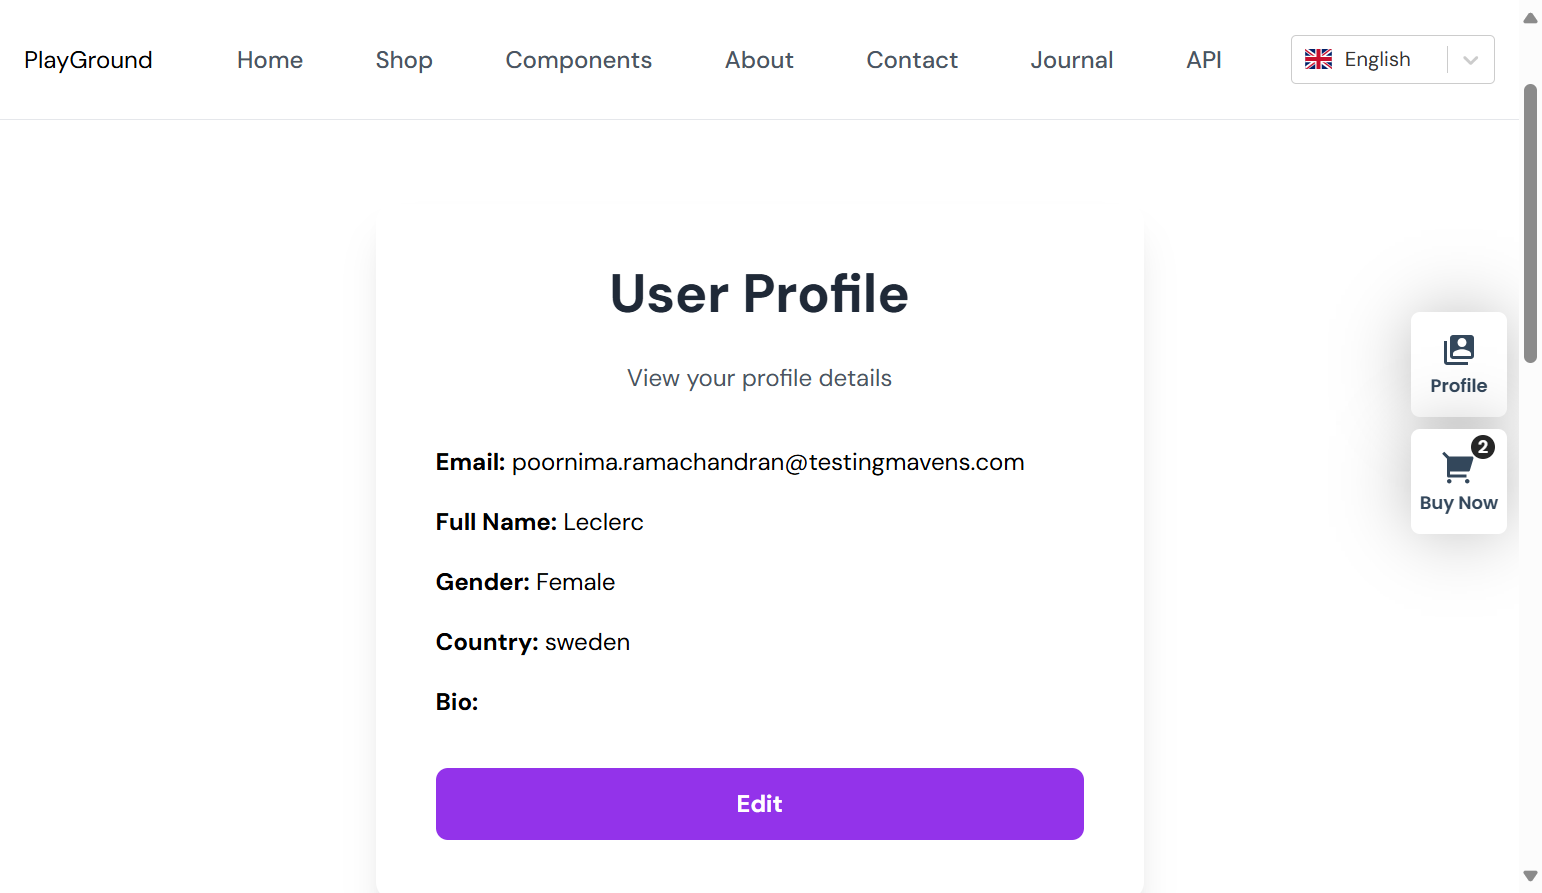 PlayGround Home Shop Components About Contact Journal API English
User Profile
View your profile details
Profile
Email: poornima.ramachandran@testingmavens.com
2
Buy Now
Full Name: Leclerc
Gender: Female
Country: sweden
Bio:
Edit